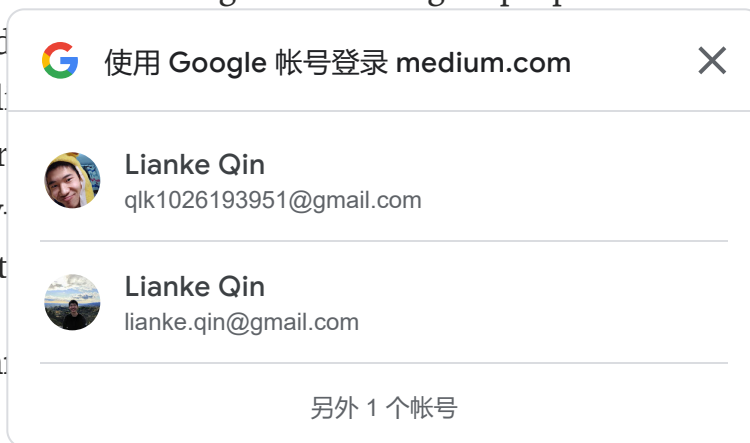 使用 Google 帐号登录 medium.com
Lianke Qin
qlk1026193951@gmail.com
Lianke Qin
lianke.qin@gmail.com
另外 1 个帐号